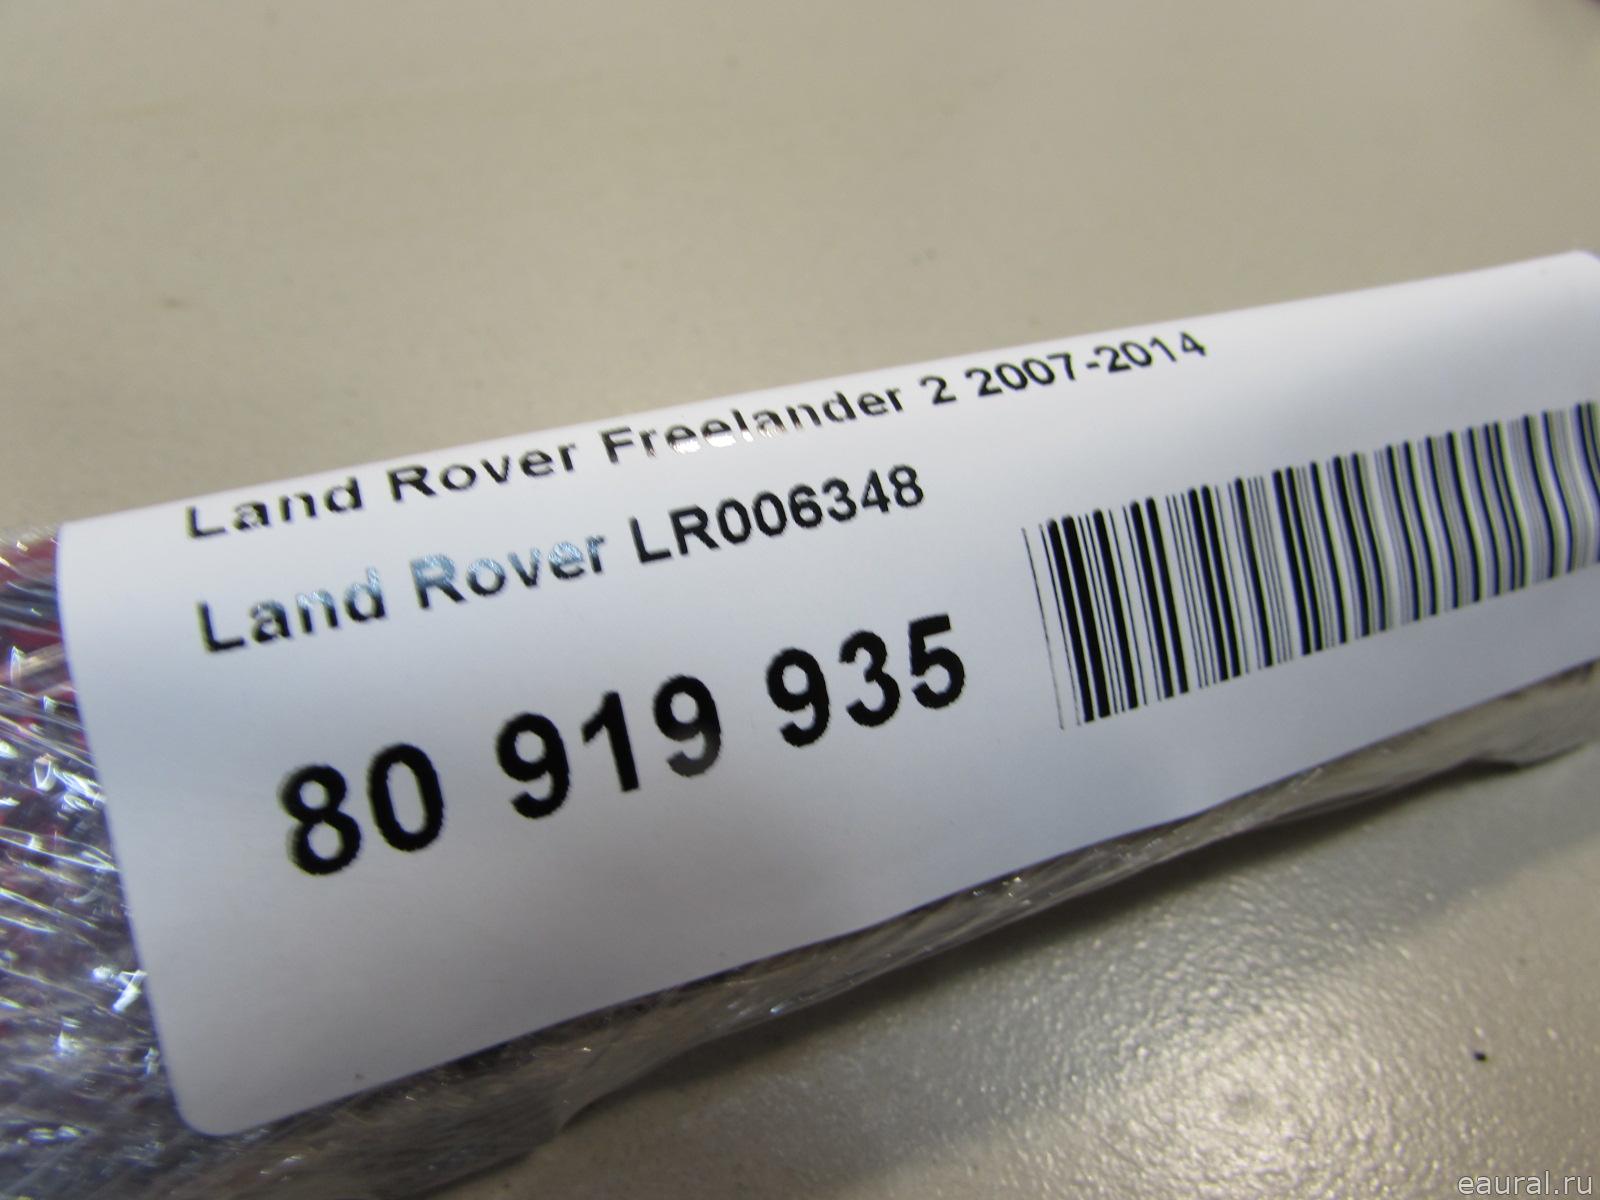 Land Rover Freelander 2 2007-2014
Land Rover LR006348
80 919 935
eaural.ru